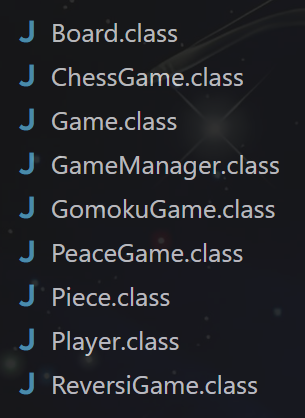 Board.class
ChessGame.class
Game.class
GameManager.class
GomokuGame.class
PeaceGame.class
Piece.class
Player.class
ReversiGame.class